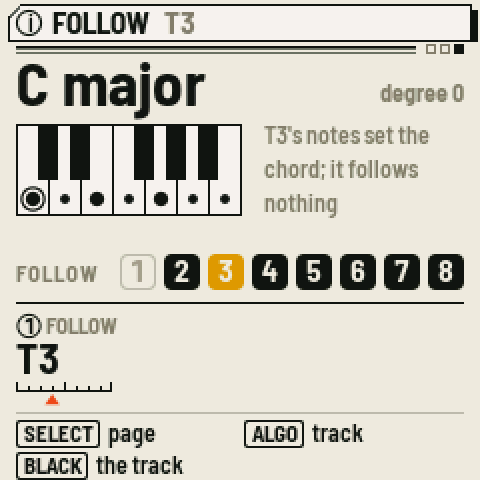 i FOLLOW T3
C major
degree 0
T3's notes set the
chord; it follows
nothing
FOLLOW 1 2 3 4 5 6 7 8
1 FOLLOW
T3
SELECT page ALGO track
BLACK the track